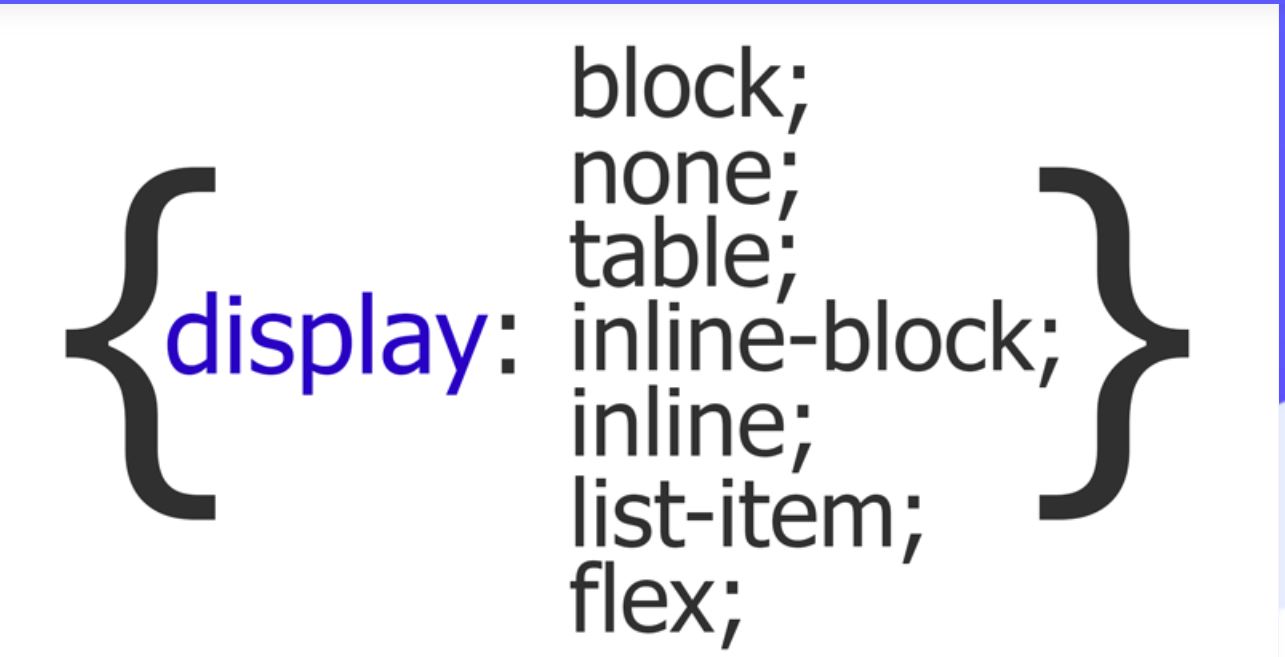 block;
none;
table;
{display: inline-block;}
inline;
list-item;
flex;